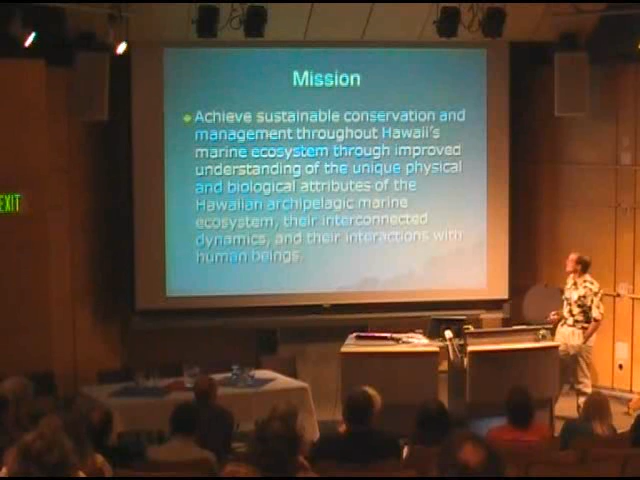 Mission
Achieve sustainable conservation and
management throughout Hawaii's
marine ecosystem through improved
understanding of the unique physical
and biological attributes of the
Hawaiian archipelagic marine
ecosystem, their interconnected
dynamics, and their interactions with
human beings.
EXIT